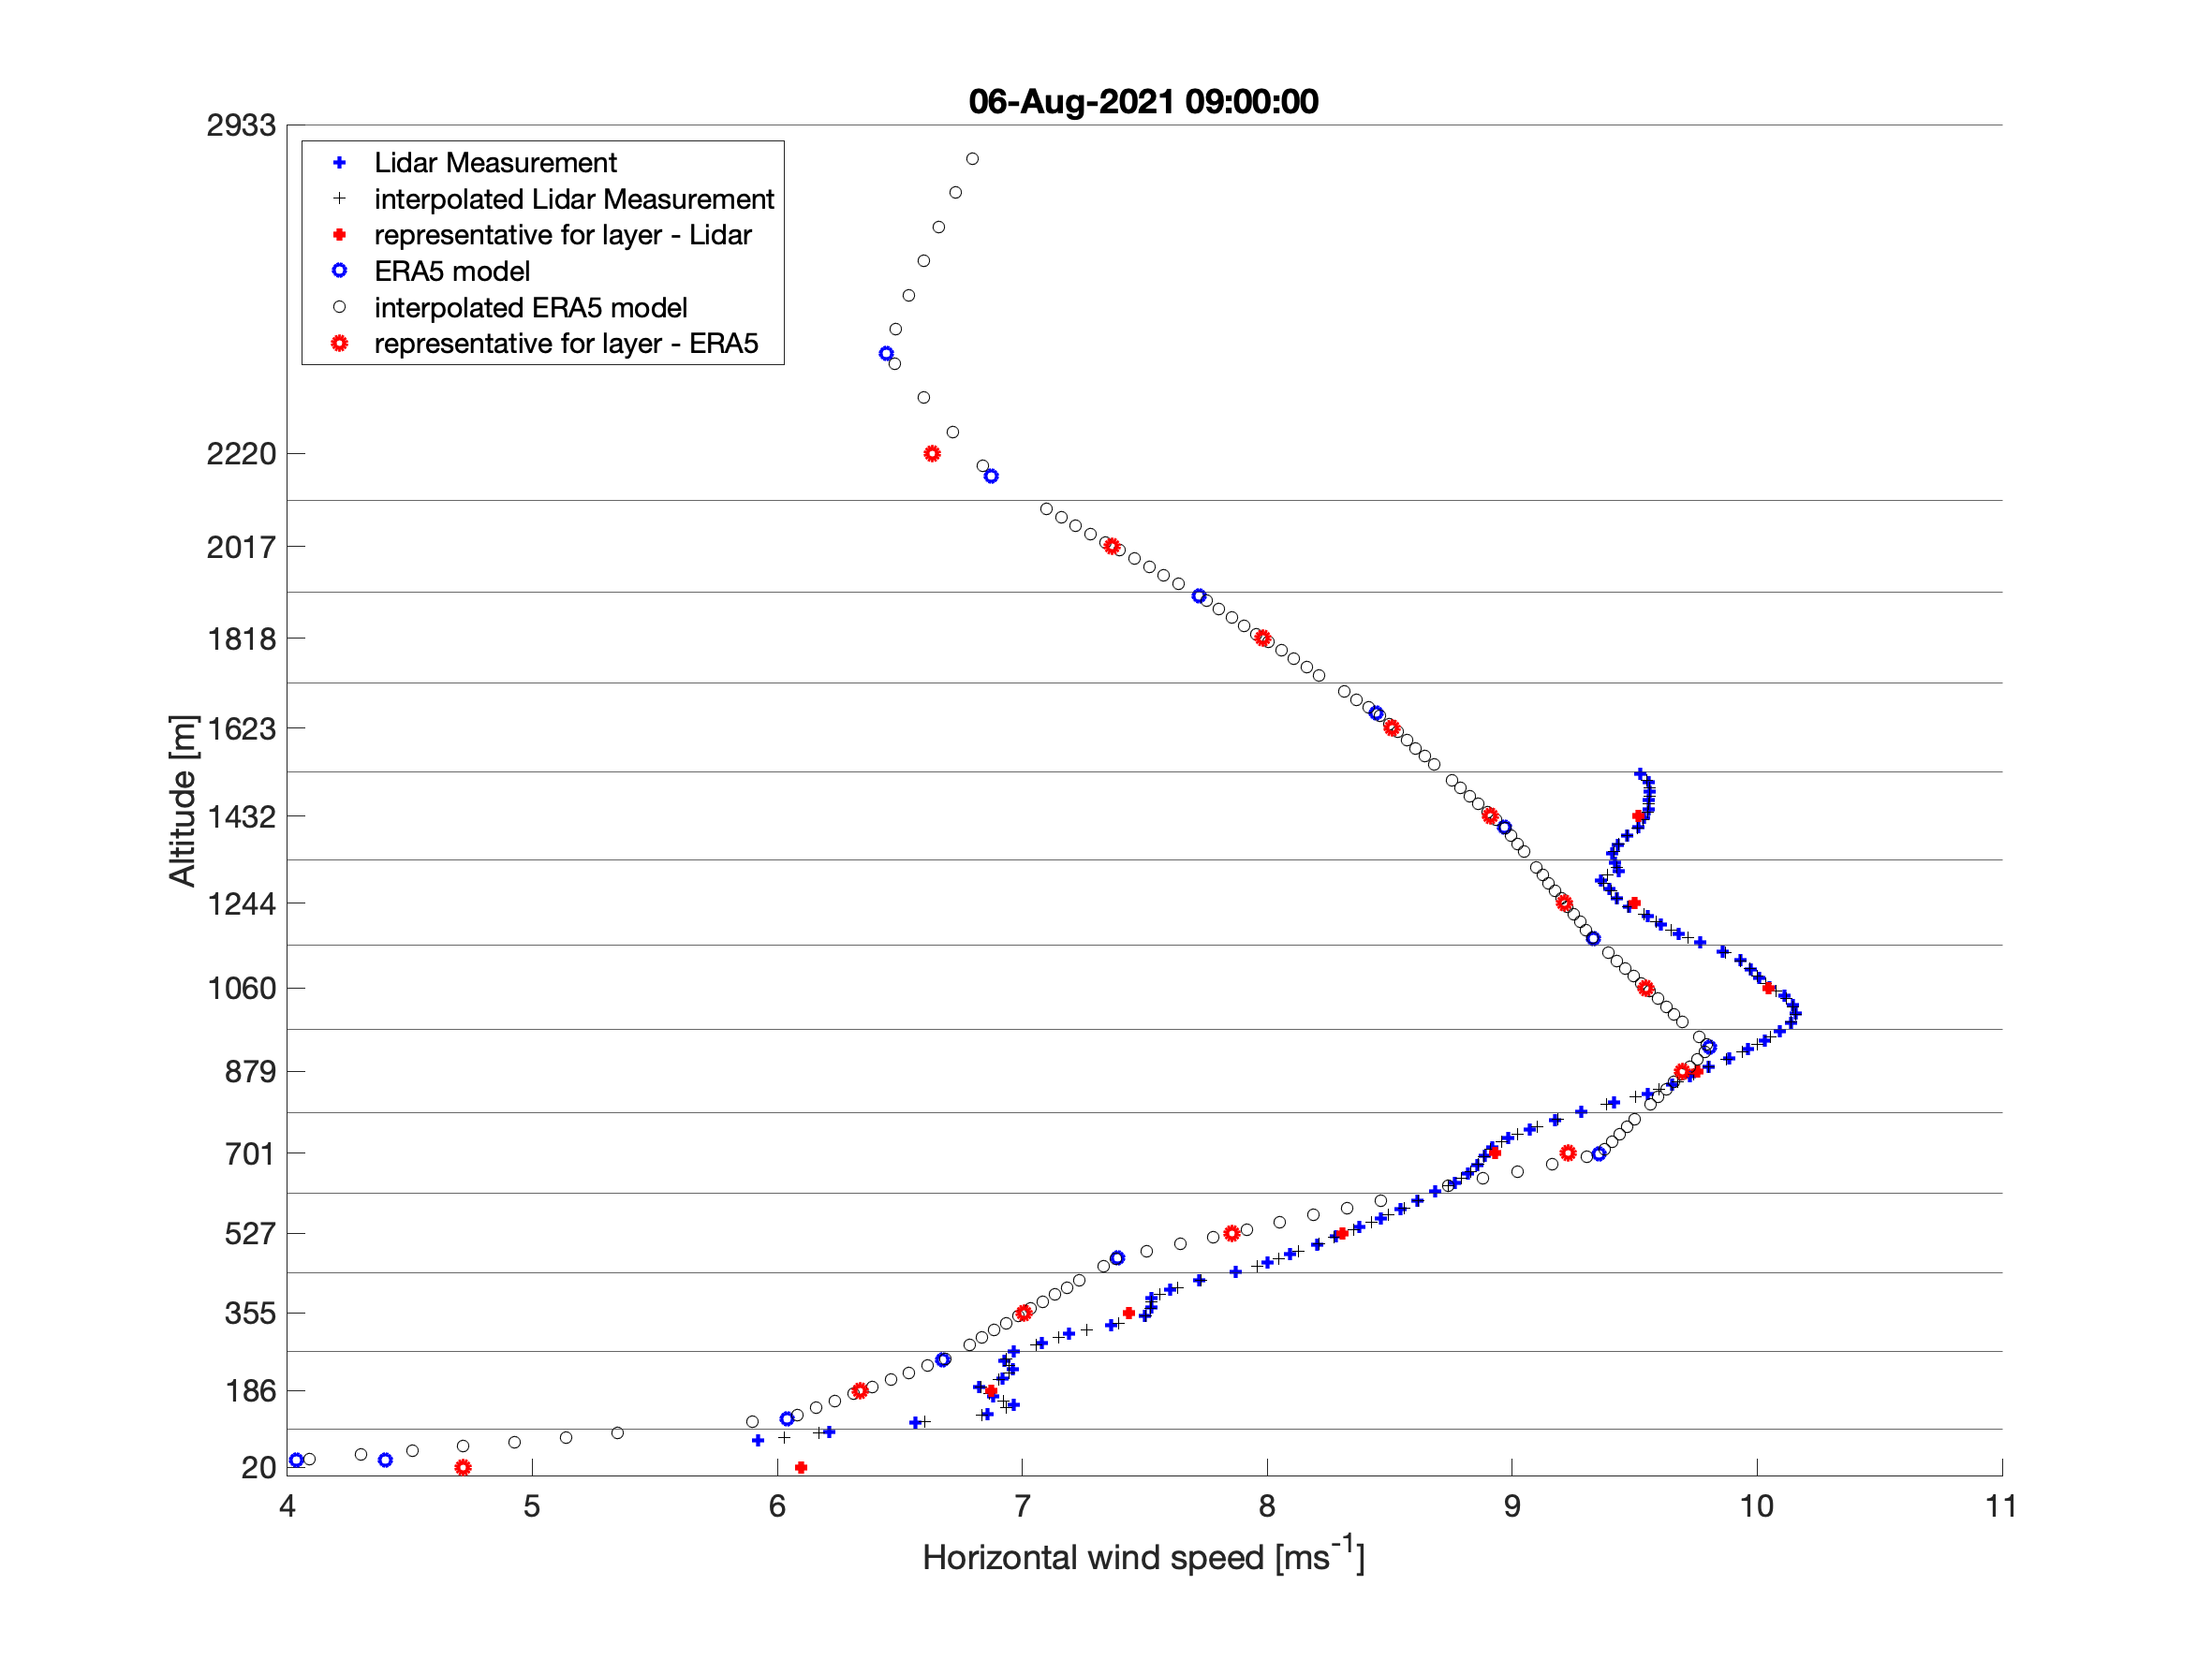 06-Aug-2021 09:00:00
2933
Lidar Measurement
interpolated Lidar Measurement
representative for layer - Lidar
ERA5 model
interpolated ERA5 model
representative for layer - ERA5
2220
2017
1818
1623
1432
1244
1060
879
701
527
355
186
20
Altitude [m]
4 5 6 7 8 9 10 11
Horizontal wind speed [ms-1]